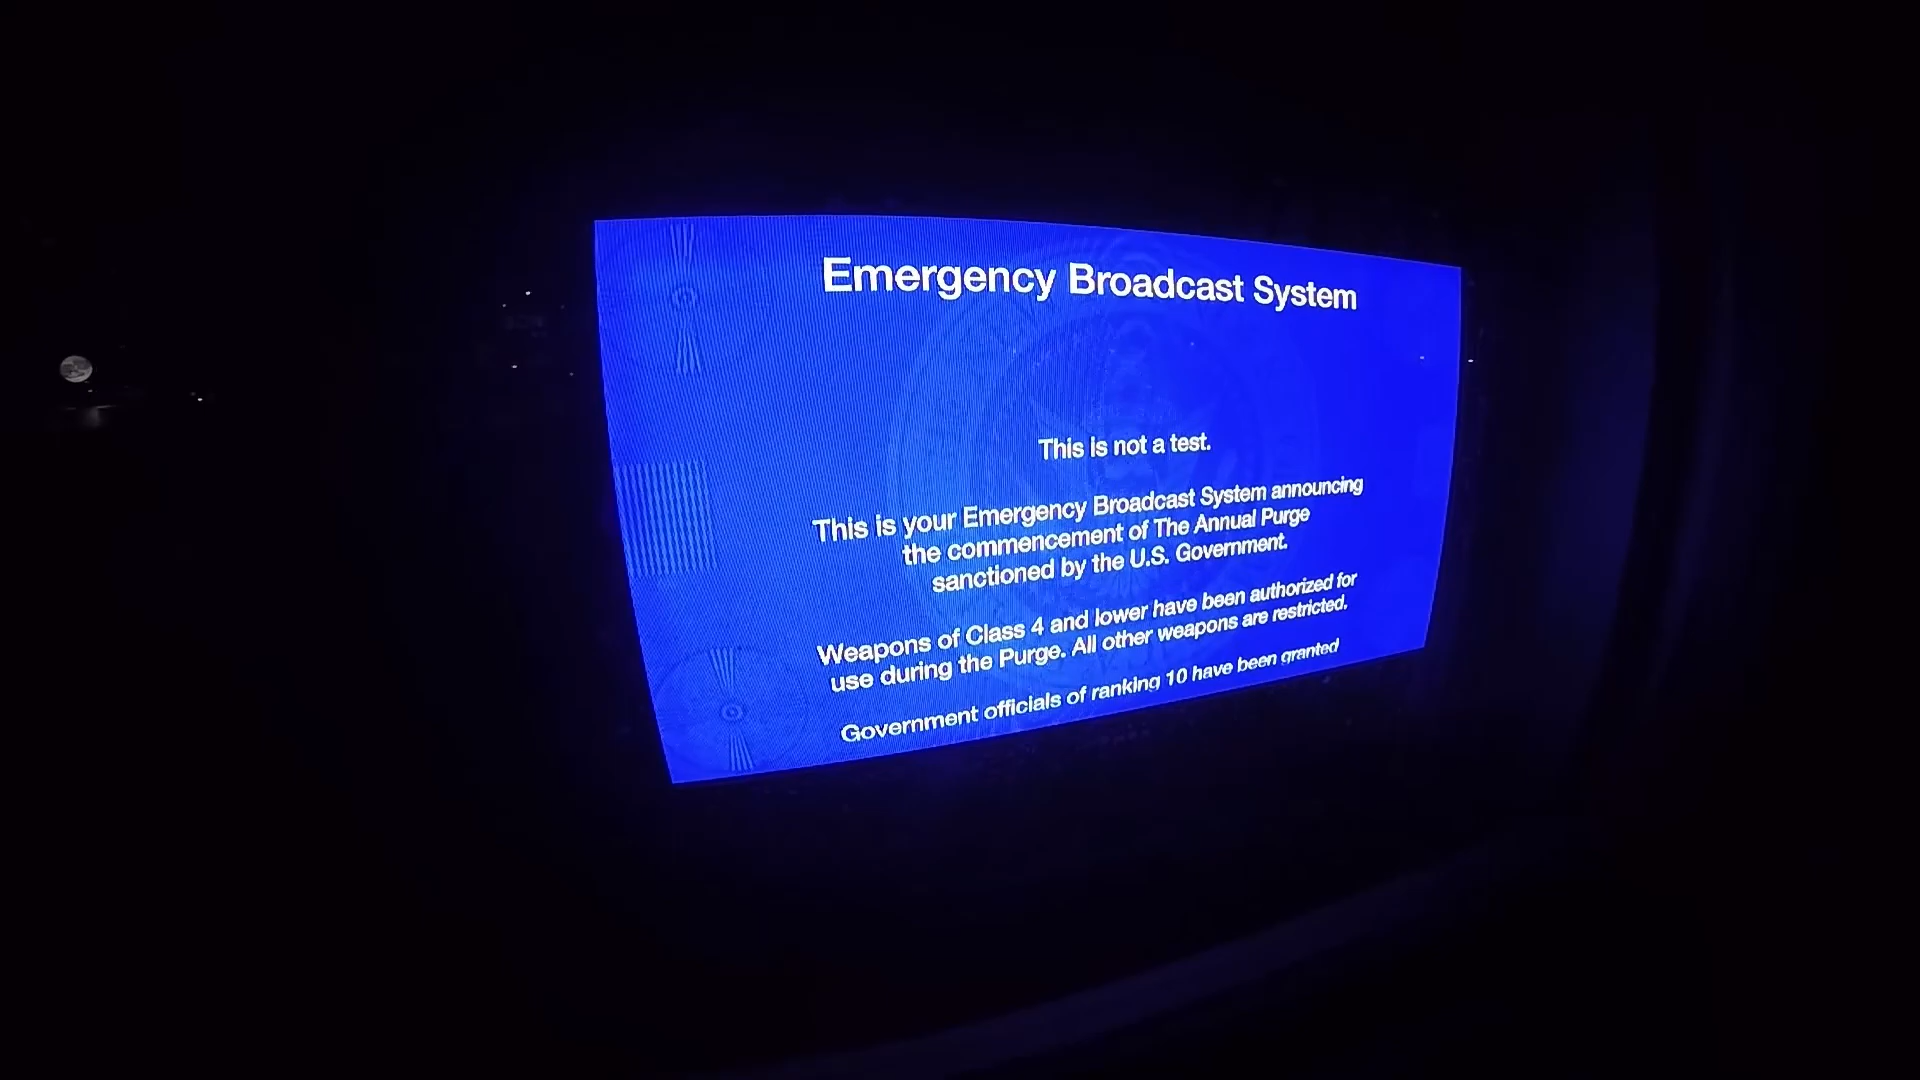 Emergency Broadcast System
This is not a test.
This is your Emergency Broadcast System announcing
the commencement of The Annual Purge
sanctioned by the U.S. Government.
Weapons of Class 4 and lower have been authorized for
use during the Purge. All other weapons are restricted.
Government officials of ranking 10 have been granted